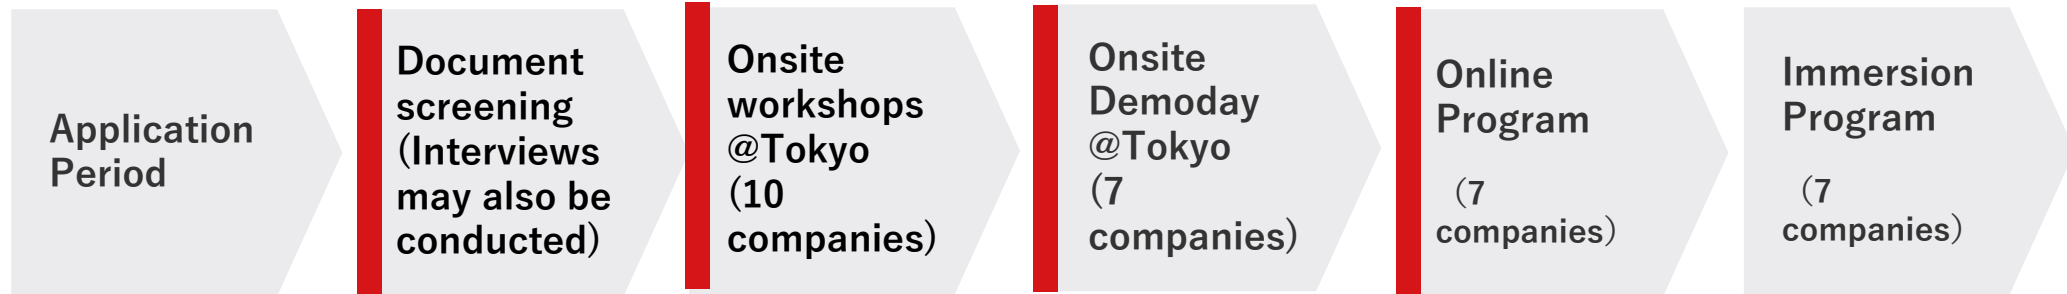 Application
Period
Document
screening
(Interviews
may also be
conducted)
Onsite
workshops
@Tokyo
(10
companies)
Onsite
Demoday
@Tokyo
(7
companies)
Online
Program
（7
companies）
Immersion
Program
（7
companies）